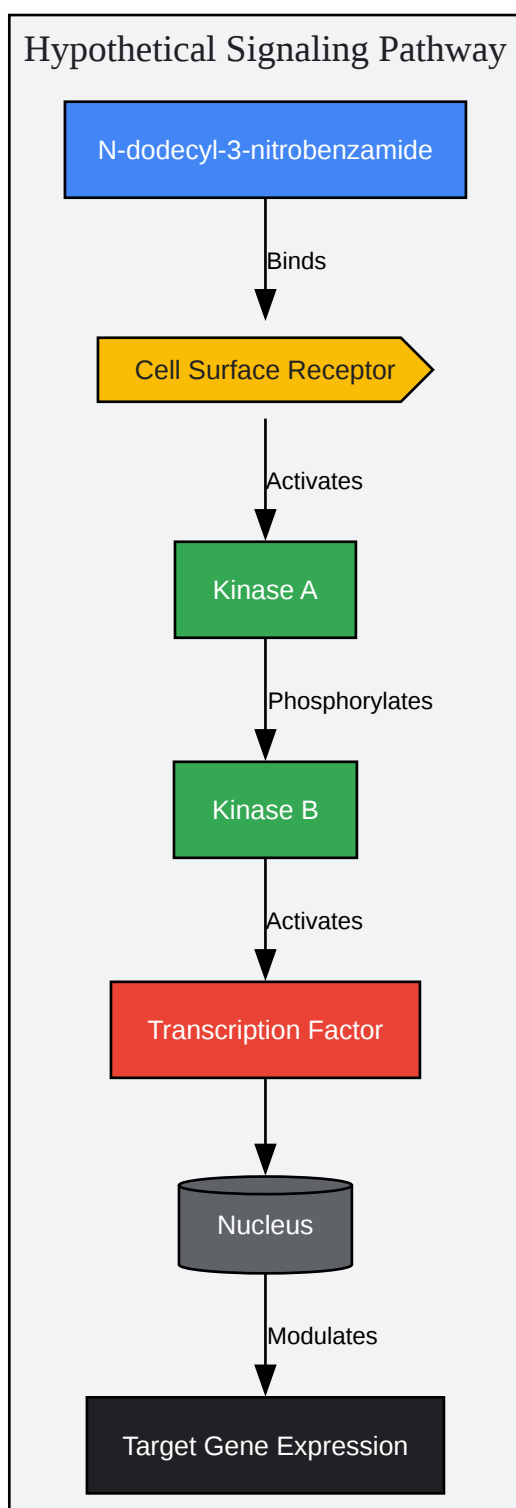 Hypothetical Signaling Pathway
N-dodecyl-3-nitrobenzamide
Binds
Cell Surface Receptor
Activates
Kinase A
Phosphorylates
Kinase B
Activates
Transcription Factor
Nucleus
Modulates
Target Gene Expression